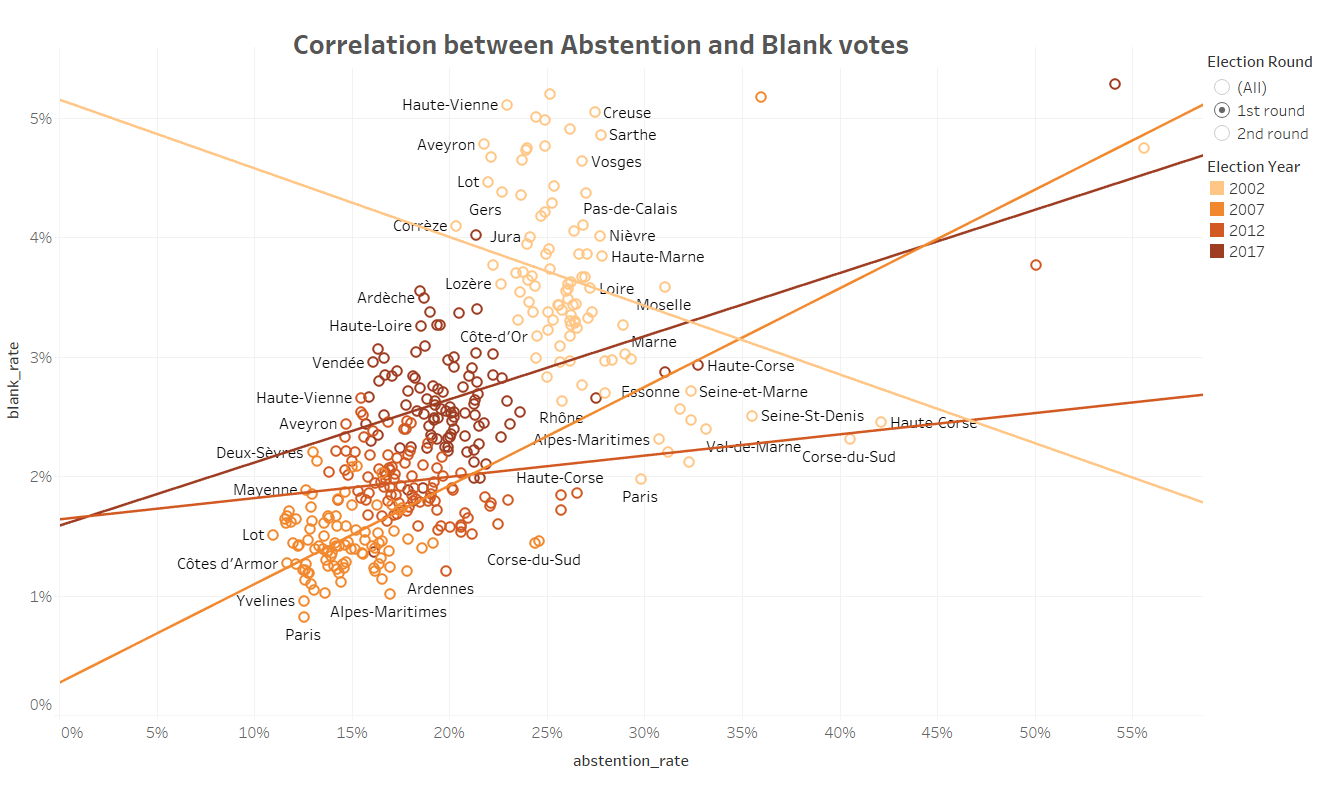 Correlation between Abstention and Blank votes
Election Round
(All)
1st round
2nd round
Election Year
2002
2007
2012
2017
blank_rate
5%
4%
3%
2%
1%
0%
Haute-Vienne
Creuse
Sarthe
Aveyron
Vosges
Lot
Gers
Pas-de-Calais
Corrèze
Jura
Nièvre
Haute-Marne
Lozère
Loire
Ardèche
Moselle
Haute-Loire
Côte-d'Or
Marne
Vendée
Haute-Corse
Haute-Vienne
Essonne
Seine-et-Marne
Aveyron
Rhône
Seine-St-Denis
Haute Corse
Alpes-Maritimes
Deux-Sèvres
Val-de-Marne
Corse-du-Sud
Haute-Corse
Mayenne
Paris
Lot
Côtes d'Armor
Corse-du-Sud
Ardennes
Yvelines
Alpes-Maritimes
Paris
0%
5%
10%
15%
20%
25%
30%
35%
40%
45%
50%
55%
abstention_rate